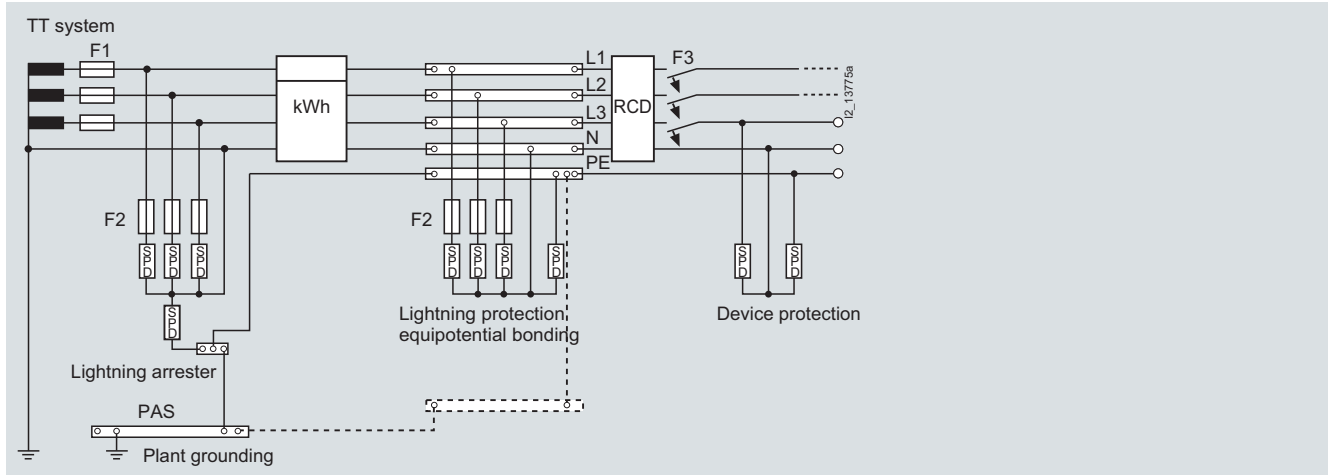 TT system
F1
kWh
L1
L2
L3
N
PE
RCD
F3
I2_13775a
F2
SPD
SPD
SPD
SPD
Lightning arrester
F2
SPD
SPD
SPD
SPD
Lightning protection
equipotential bonding
SPD
SPD
Device protection
PAS
Plant grounding